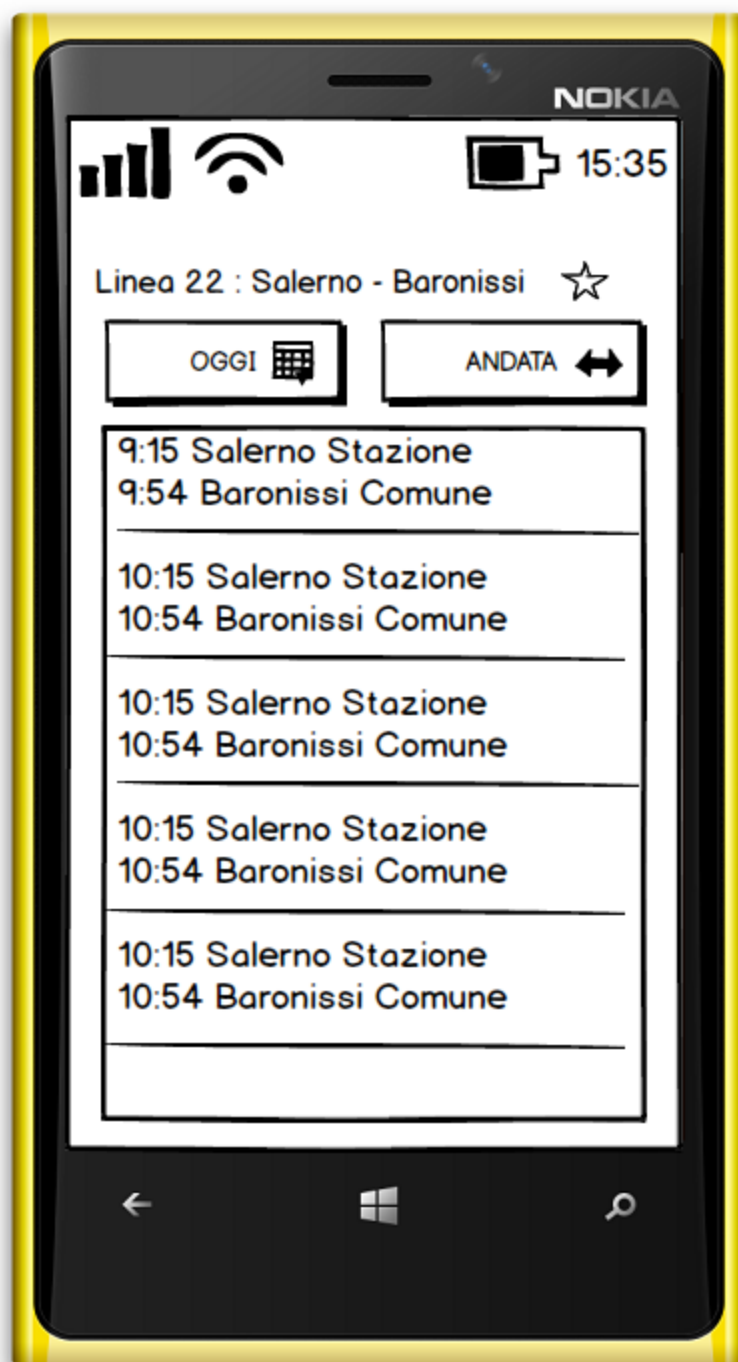 NOKIA
15:35
Linea 22 : Salerno - Baronissi
OGGI
ANDATA
9:15 Salerno Stazione
9:54 Baronissi Comune
10:15 Salerno Stazione
10:54 Baronissi Comune
10:15 Salerno Stazione
10:54 Baronissi Comune
10:15 Salerno Stazione
10:54 Baronissi Comune
10:15 Salerno Stazione
10:54 Baronissi Comune